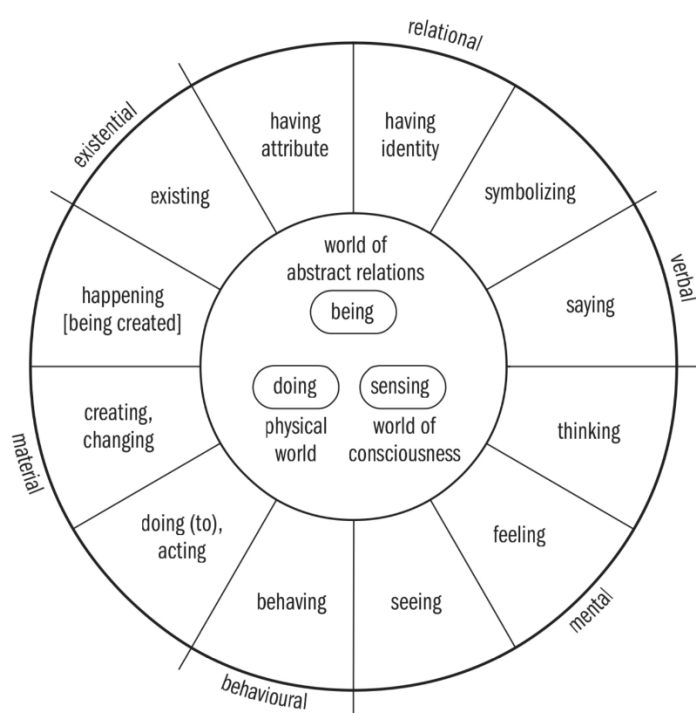 relational
existential
having
attribute
having
identity
existing
symbolizing
world of
abstract relations
being
verbal
happening
[being created]
saying
doing
sensing
physical
world
world of
consciousness
creating,
changing
thinking
material
doing (to),
acting
feeling
behaving
seeing
mental
behavioural